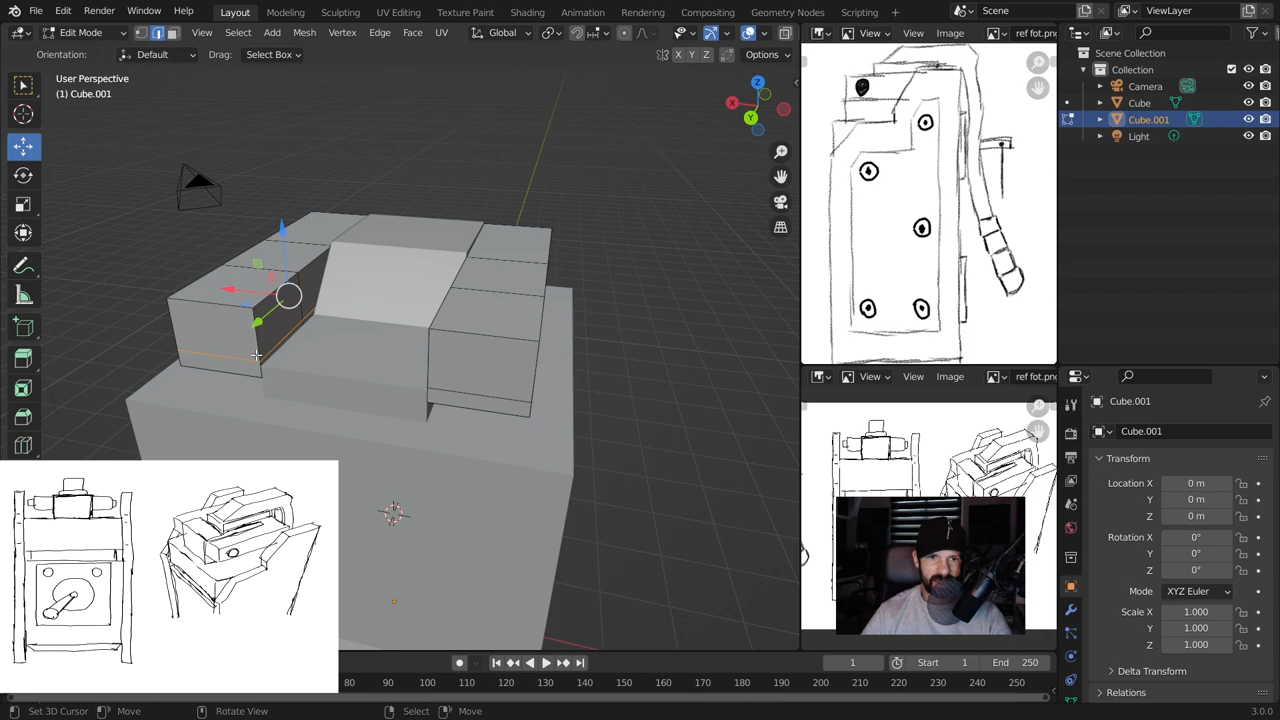 File Edit Render Window Help Layout Modeling Sculpting UV Editing Texture Paint Shading Animation Rendering Compositing Geometry Nodes Scripting Scene ViewLayer
Edit Mode View Select Add Mesh Vertex Edge Face UV Global View Image ref fot.png
Orientation: Default Drag: Select Box X Y Z Options
User Perspective
(1) Cube.001
Z
X
Y
Scene Collection
Collection
Camera
Cube
Cube.001
Light
View View Image ref fot.png
Cube.001
Cube.001
Transform
Location X 0 m
Y 0 m
Z 0 m
Rotation X 0°
Y 0°
Z 0°
Mode XYZ Euler
Scale X 1.000
Y 1.000
Z 1.000
Delta Transform
Relations
1 Start 1 End 250
80 90 100 110 120 130 140 150 160 170 180 190 200 210 220 230 240 250
Set 3D Cursor Move Rotate View Select Move 3.0.0